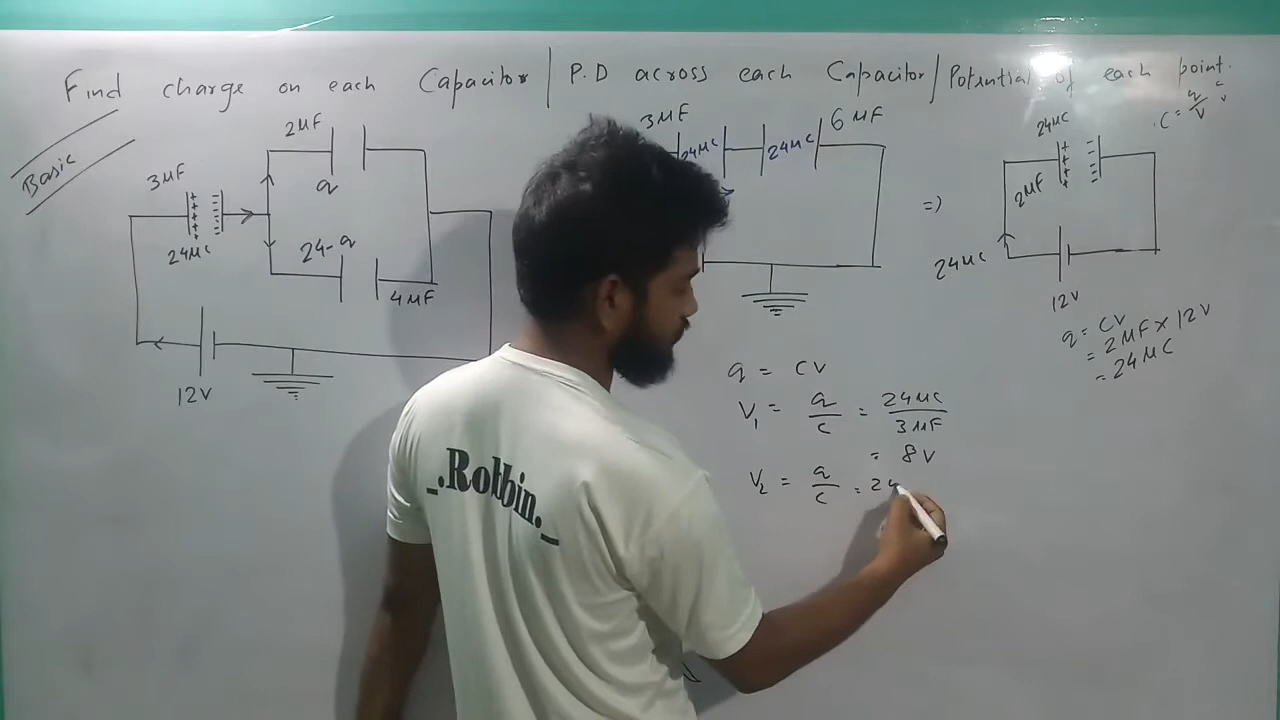 Find charge on each Capacitor | P.D across each Capacitor | Potential of each point.
Basic
3μF
24μC
2μF
q
24-q
4μF
12V
3μF
24μC
24μC
6μF
=)
C = q/V
24μC
2μF
24μC
12V
q = CV
= 2μF × 12V
= 24μC
q = CV
V₁ = q/C = 24μC/3μF
= 8V
V₂ = q/C = 24
_.Robbin._